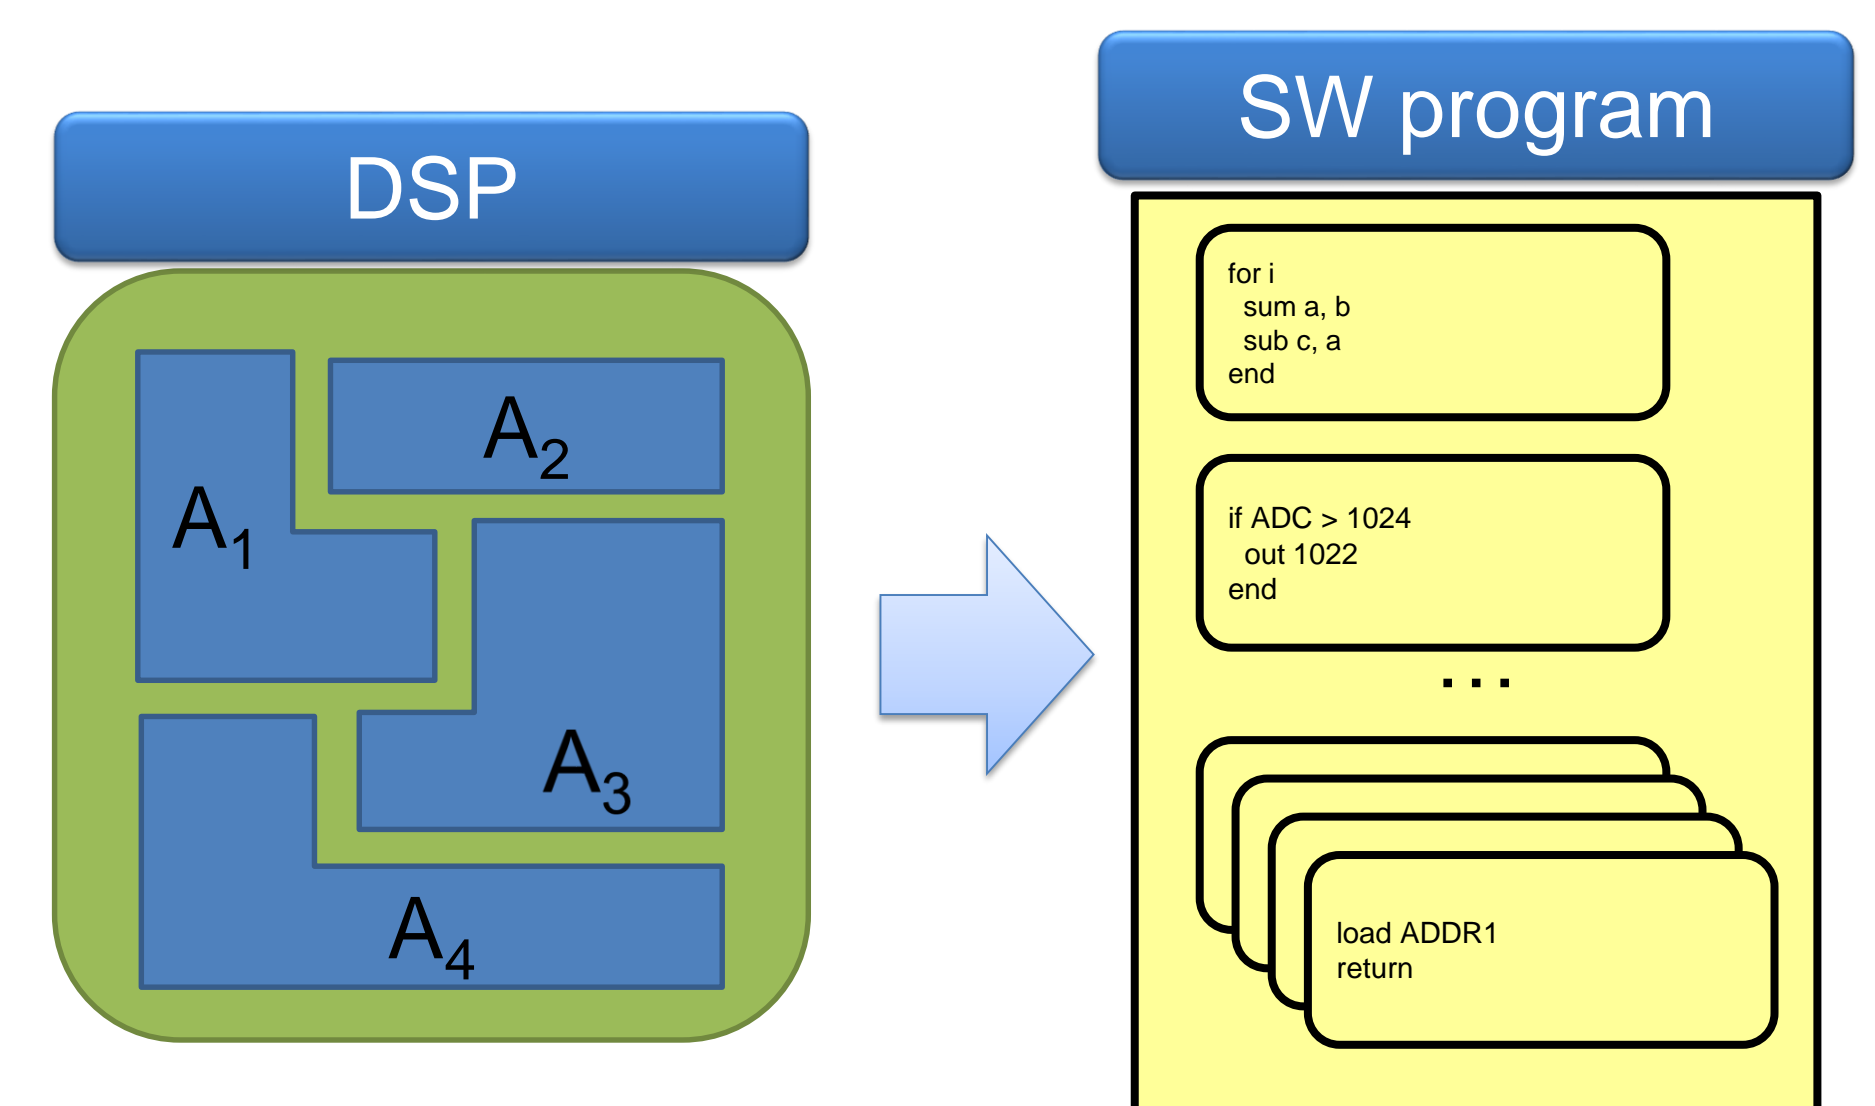 DSP
A1
A2
A3
A4
SW program
for i
sum a, b
sub c, a
end
if ADC > 1024
out 1022
end
...
load ADDR1
return